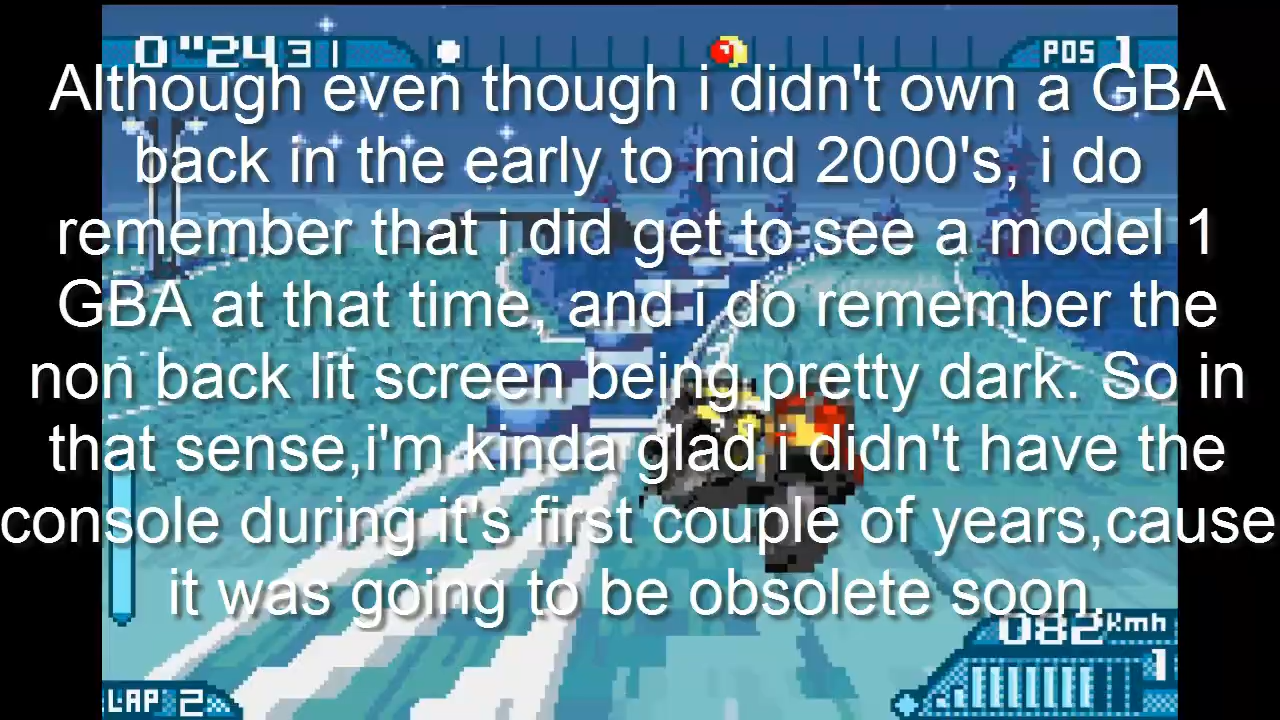 0"24 31
POS 1
Although even though i didn't own a GBA
back in the early to mid 2000's, i do
remember that i did get to see a model 1
GBA at that time, and i do remember the
non back lit screen being pretty dark. So in
that sense,i'm kinda glad i didn't have the
console during it's first couple of years,cause
it was going to be obsolete soon.
082 Kmh
1
LAP 2